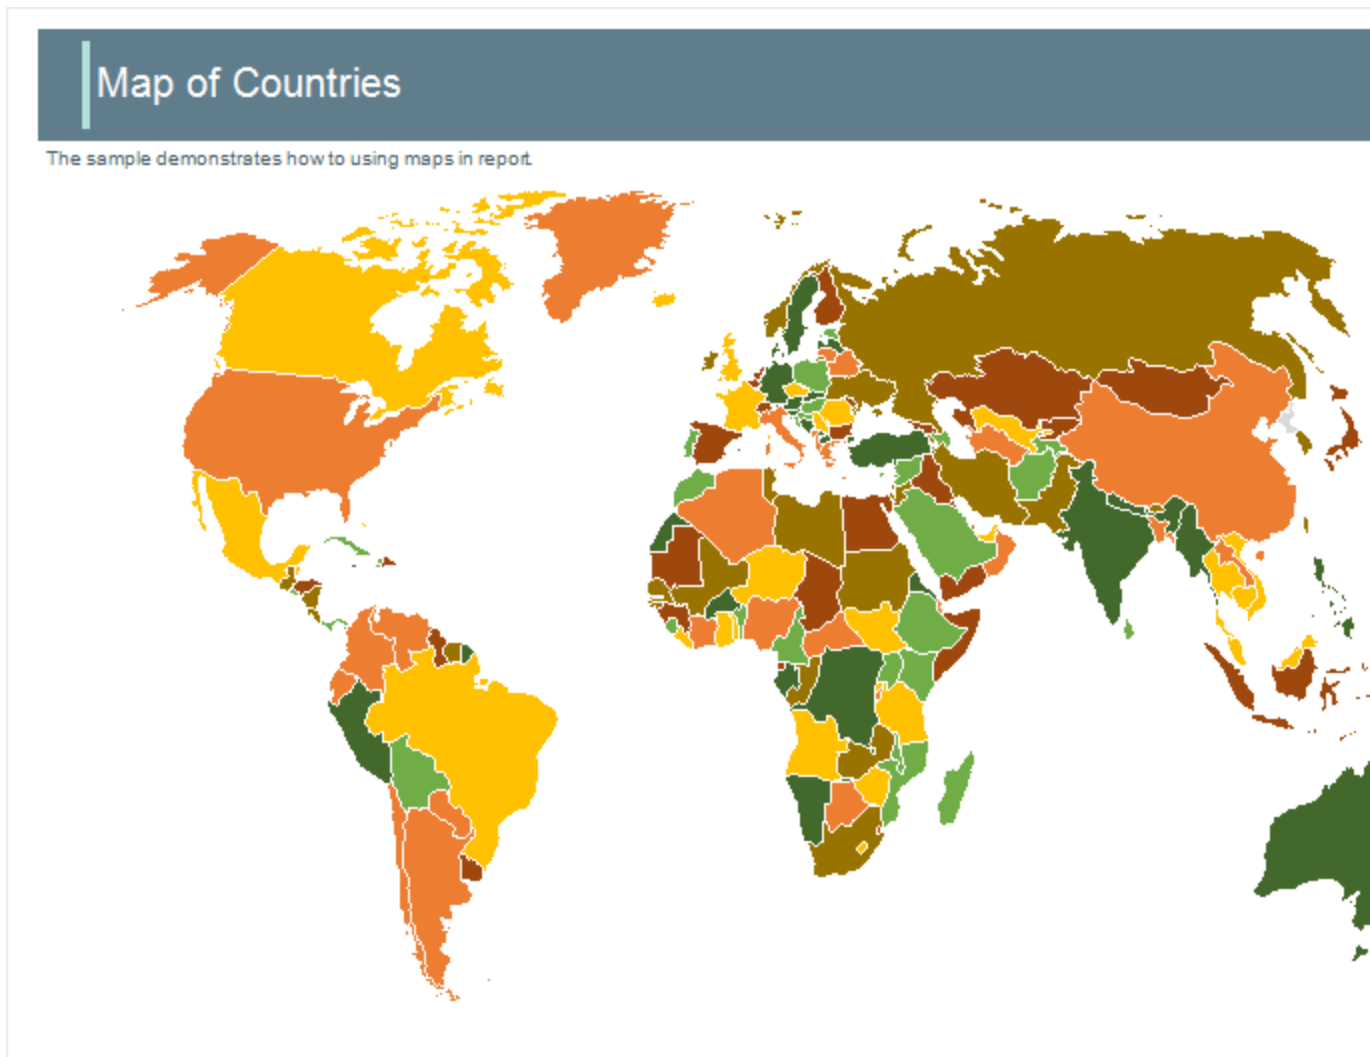 Map of Countries
The sample demonstrates how to using maps in report.